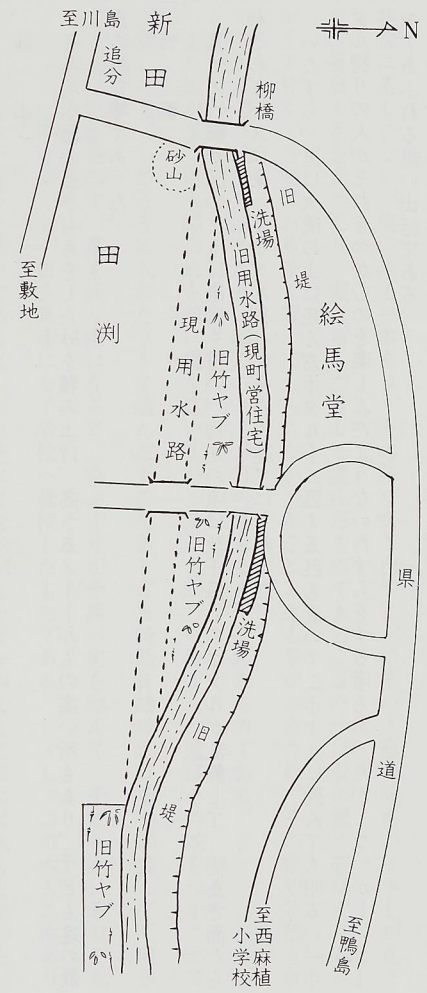 至川島
新田
追分
N
柳橋
砂山
旧堤
洗場
至敷地
田渕
絵馬堂
旧用水路(現町営住宅)
現用水路
旧竹ヤブ
旧竹ヤブ
洗場
県道
旧堤
旧竹ヤブ
至西麻植小学校
至鴨島